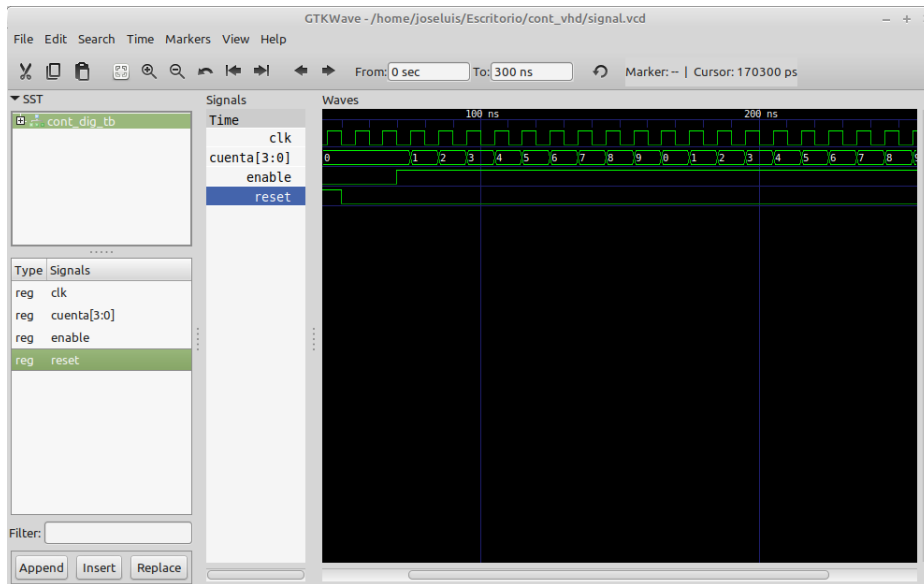 GTKWave - /home/joseluis/Escritorio/cont_vhd/signal.vcd
File Edit Search Time Markers View Help
From: 0 sec To: 300 ns Marker: -- | Cursor: 170300 ps
SST
cont_dig_tb
Type Signals
reg clk
reg cuenta[3:0]
reg enable
reg reset
Filter:
Append Insert Replace
Signals
Time
clk
cuenta[3:0]
enable
reset
Waves
100 ns 200 ns
0 1 2 3 4 5 6 7 8 9 0 1 2 3 4 5 6 7 8 9